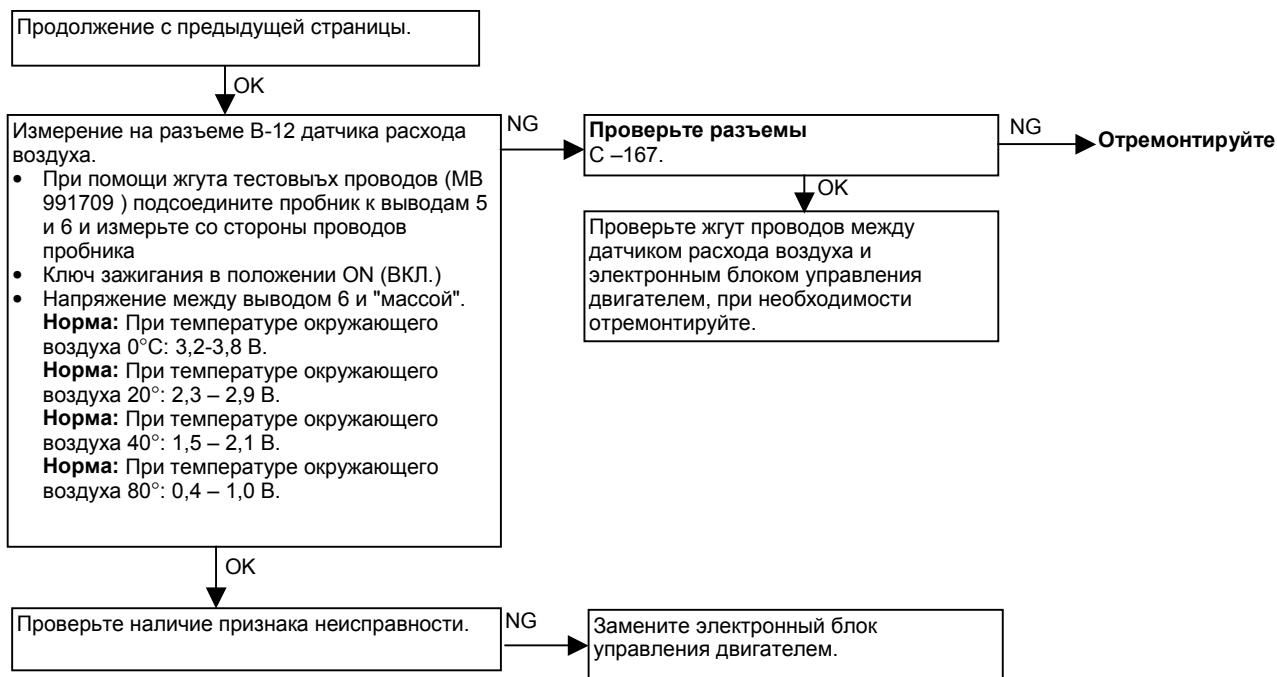 Продолжение с предыдущей страницы.
OK
Измерение на разъеме B-12 датчика расхода
воздуха.
• При помощи жгута тестовыъх проводов (MB
991709 ) подсоедините пробник к выводам 5
и 6 и измерьте со стороны проводов
пробника
• Ключ зажигания в положении ON (ВКЛ.)
• Напряжение между выводом 6 и "массой".
Норма: При температуре окружающего
воздуха 0°C: 3,2-3,8 В.
Норма: При температуре окружающего
воздуха 20°: 2,3 – 2,9 В.
Норма: При температуре окружающего
воздуха 40°: 1,5 – 2,1 В.
Норма: При температуре окружающего
воздуха 80°: 0,4 – 1,0 В.
NG
Проверьте разъемы
C –167.
NG
Отремонтируйте
OK
Проверьте жгут проводов между
датчиком расхода воздуха и
электронным блоком управления
двигателем, при необходимости
отремонтируйте.
OK
Проверьте наличие признака неисправности.
NG
Замените электронный блок
управления двигателем.